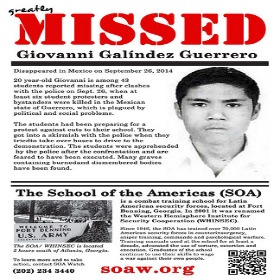 greatly
MISSED
Giovanni Galíndez Guerrero
Disappeared in Mexico on September 26, 2014
20 year-old Giovanni is among 43
students reported missing after clashes
with the police on Sept. 26, when at
least six student protesters and
bystanders were killed in the Mexican
state of Guerrero, which is plagued by
political and social problems.
The students had been preparing for a
protest against cuts to their school. They
got into a skirmish with the police when they
tried to take over buses to drive to the
demonstration. The students were apprehended
by the police after the confrontation and are
feared to have been executed. Many graves
containing burned and dismembered bodies
have been found.
The School of the Americas (SOA)
WELCOME TO
FORT BENNING
U.S. ARMY
The SOA / WHINSEC is located
2 hours south of Atlanta, Georgia.
To learn more and to take
action, contact SOA Watch
(202) 234 3440
is a combat training school for Latin
American security forces, located at Fort
Benning, Georgia. In 2001 it was renamed
the Western Hemisphere Institute for
Security Cooperation (WHINSEC).
Since 1946, the SOA has trained over
Latin
American security forces in counterinsurgency,
sniper training, commando and psychological warfare.
Training manuals used at the school for at least a
decade, advocated the use of torture, extortion and
execution. Graduates of the school
continue to use their skills to wage
a war against their own people.
soaw.org